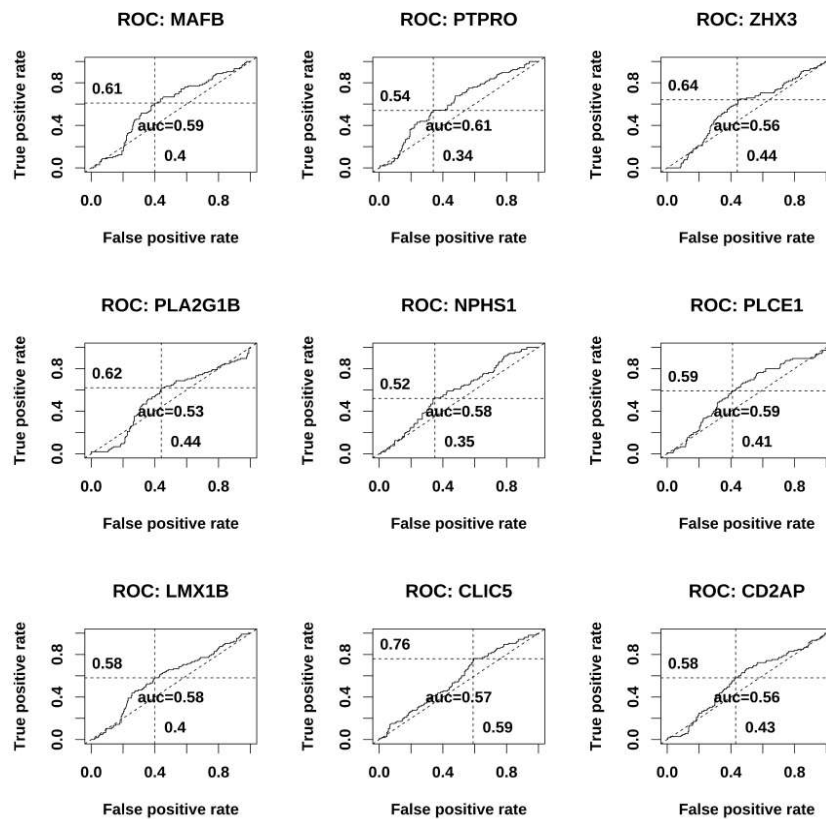 ROC: MAFB
True positive rate
0.0 0.4 0.8
0.61
auc=0.59
0.4
0.0 0.4 0.8
False positive rate
ROC: PTPRO
True positive rate
0.0 0.4 0.8
0.54
auc=0.61
0.34
0.0 0.4 0.8
False positive rate
ROC: ZHX3
True positive rate
0.0 0.4 0.8
0.64
auc=0.56
0.44
0.0 0.4 0.8
False positive rate
ROC: PLA2G1B
True positive rate
0.0 0.4 0.8
0.62
auc=0.53
0.44
0.0 0.4 0.8
False positive rate
ROC: NPHS1
True positive rate
0.0 0.4 0.8
0.52
auc=0.58
0.35
0.0 0.4 0.8
False positive rate
ROC: PLCE1
True positive rate
0.0 0.4 0.8
0.59
auc=0.59
0.41
0.0 0.4 0.8
False positive rate
ROC: LMX1B
True positive rate
0.0 0.4 0.8
0.58
auc=0.58
0.4
0.0 0.4 0.8
False positive rate
ROC: CLIC5
True positive rate
0.0 0.4 0.8
0.76
auc=0.57
0.59
0.0 0.4 0.8
False positive rate
ROC: CD2AP
True positive rate
0.0 0.4 0.8
0.58
auc=0.56
0.43
0.0 0.4 0.8
False positive rate